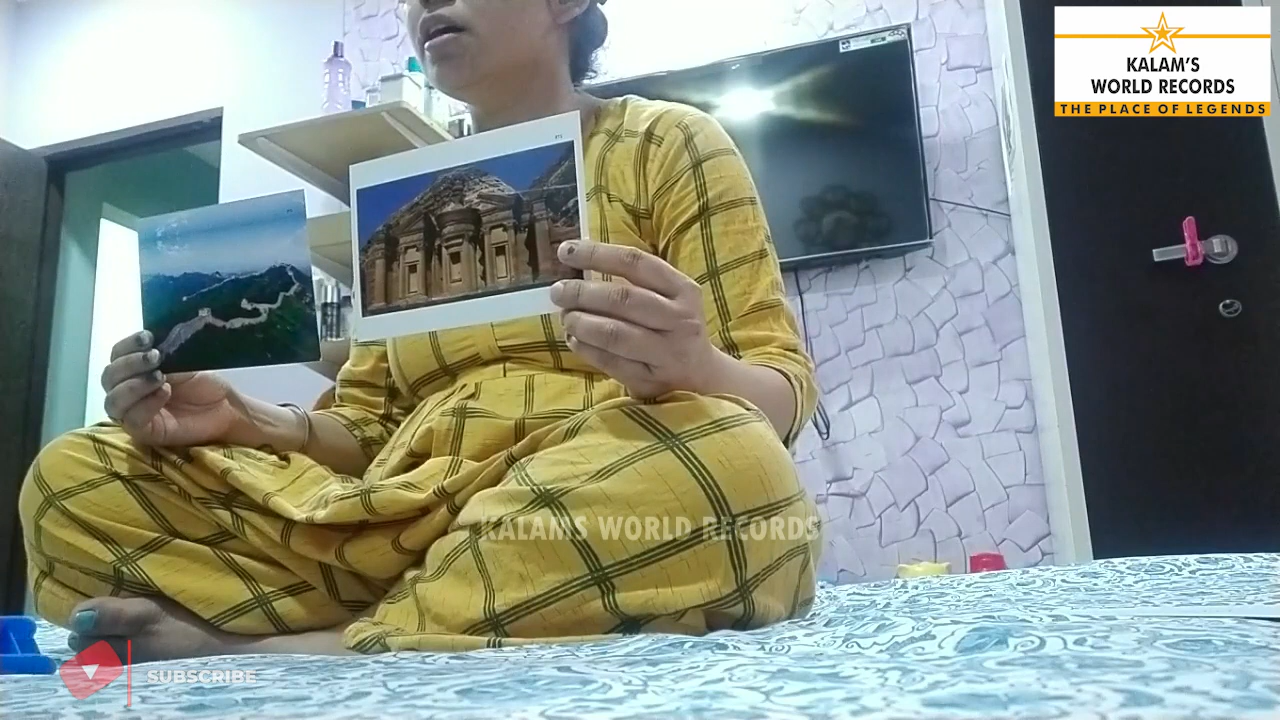 KALAM'S
WORLD RECORDS
THE PLACE OF LEGENDS
KALAMS WORLD RECORDS
SUBSCRIBE